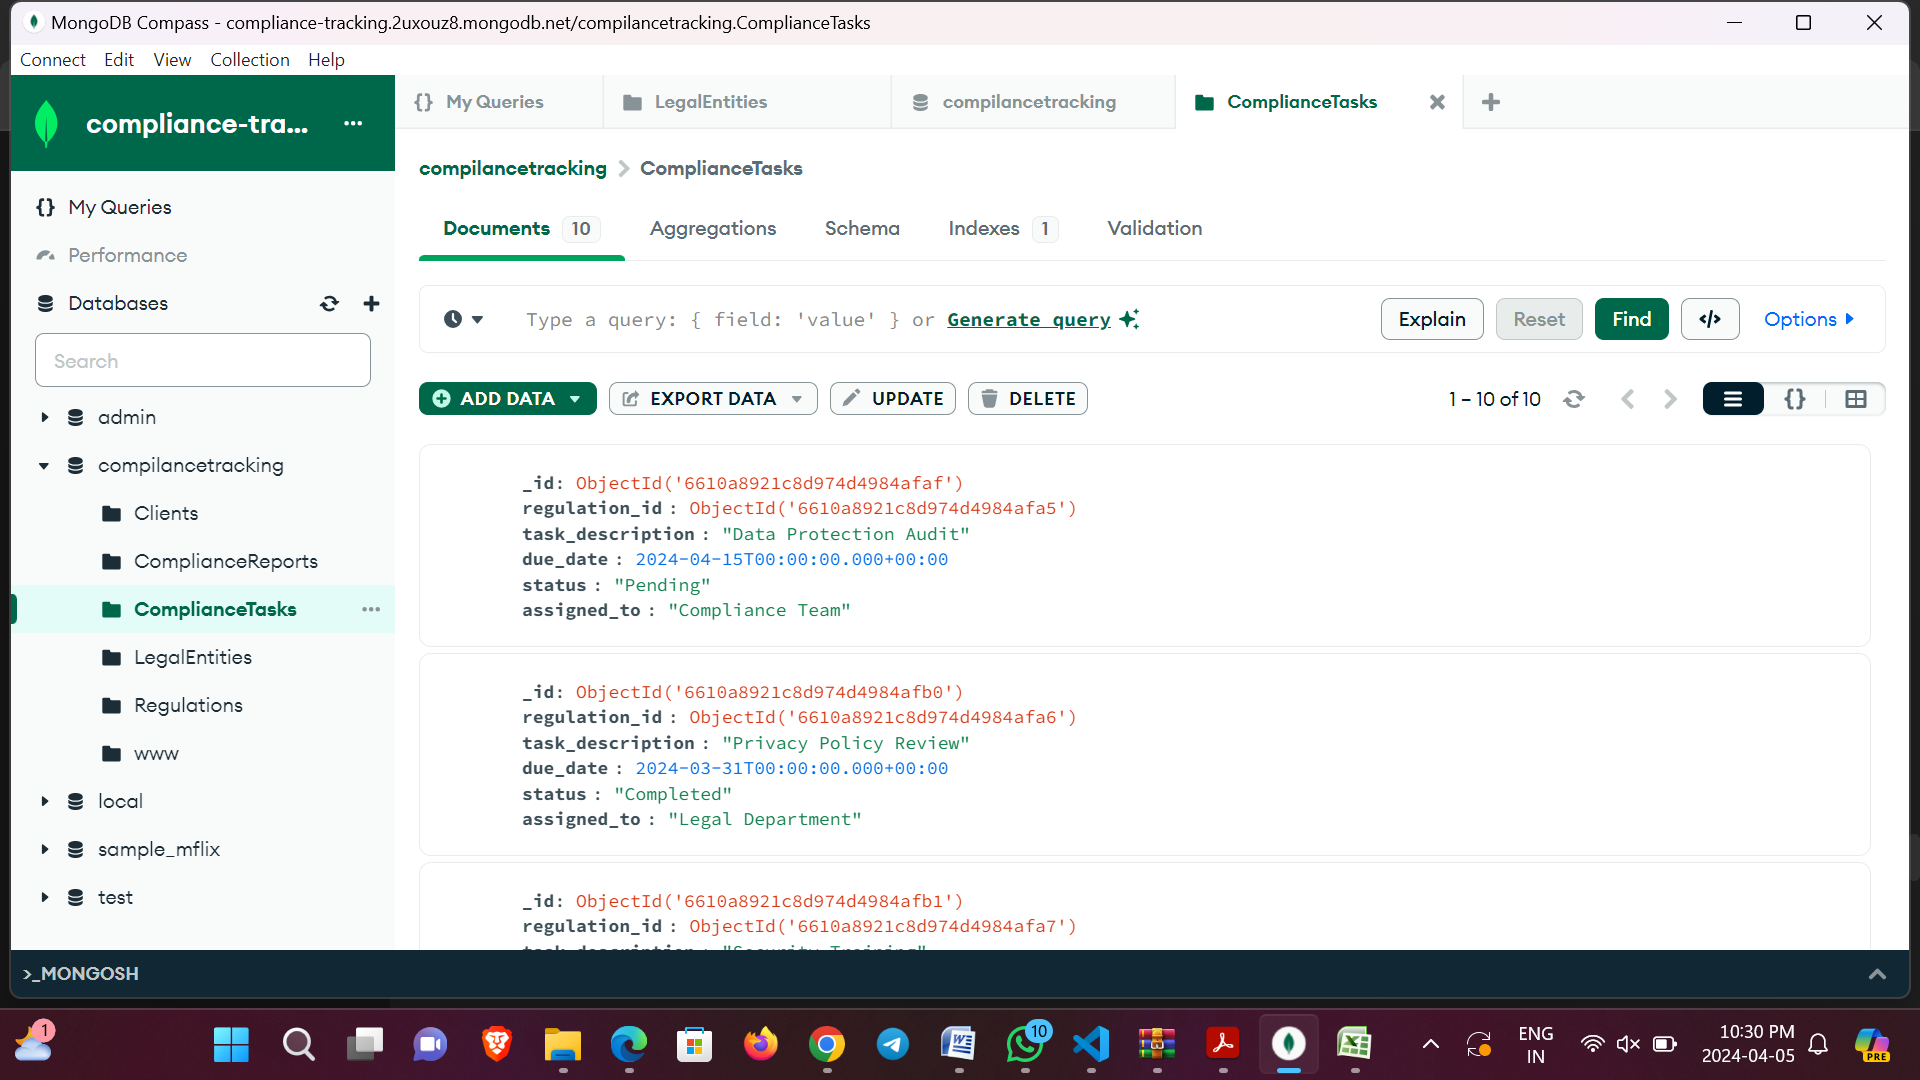 MongoDB Compass - compliance-tracking.2uxouz8.mongodb.net/compilancetracking.ComplianceTasks
Connect Edit View Collection Help
compliance-tra...
My Queries
LegalEntities
compilancetracking
ComplianceTasks
compilancetracking > ComplianceTasks
My Queries
Performance
Databases
Search
admin
compilancetracking
Clients
ComplianceReports
ComplianceTasks
LegalEntities
Regulations
www
local
sample_mflix
test
Documents 10 Aggregations Schema Indexes 1 Validation
Type a query: { field: 'value' } or Generate query
Explain Reset Find </> Options
ADD DATA EXPORT DATA UPDATE DELETE
1 – 10 of 10
{}
_id: ObjectId('6610a8921c8d974d4984afaf')
regulation_id : ObjectId('6610a8921c8d974d4984afa5')
task_description : "Data Protection Audit"
due_date : 2024-04-15T00:00:00.000+00:00
status : "Pending"
assigned_to : "Compliance Team"
_id: ObjectId('6610a8921c8d974d4984afb0')
regulation_id : ObjectId('6610a8921c8d974d4984afa6')
task_description : "Privacy Policy Review"
due_date : 2024-03-31T00:00:00.000+00:00
status : "Completed"
assigned_to : "Legal Department"
_id: ObjectId('6610a8921c8d974d4984afb1')
regulation_id : ObjectId('6610a8921c8d974d4984afa7')
task_description : "Security Training"
>_MONGOSH
1
10
ENG
IN
10:30 PM
2024-04-05
PRE